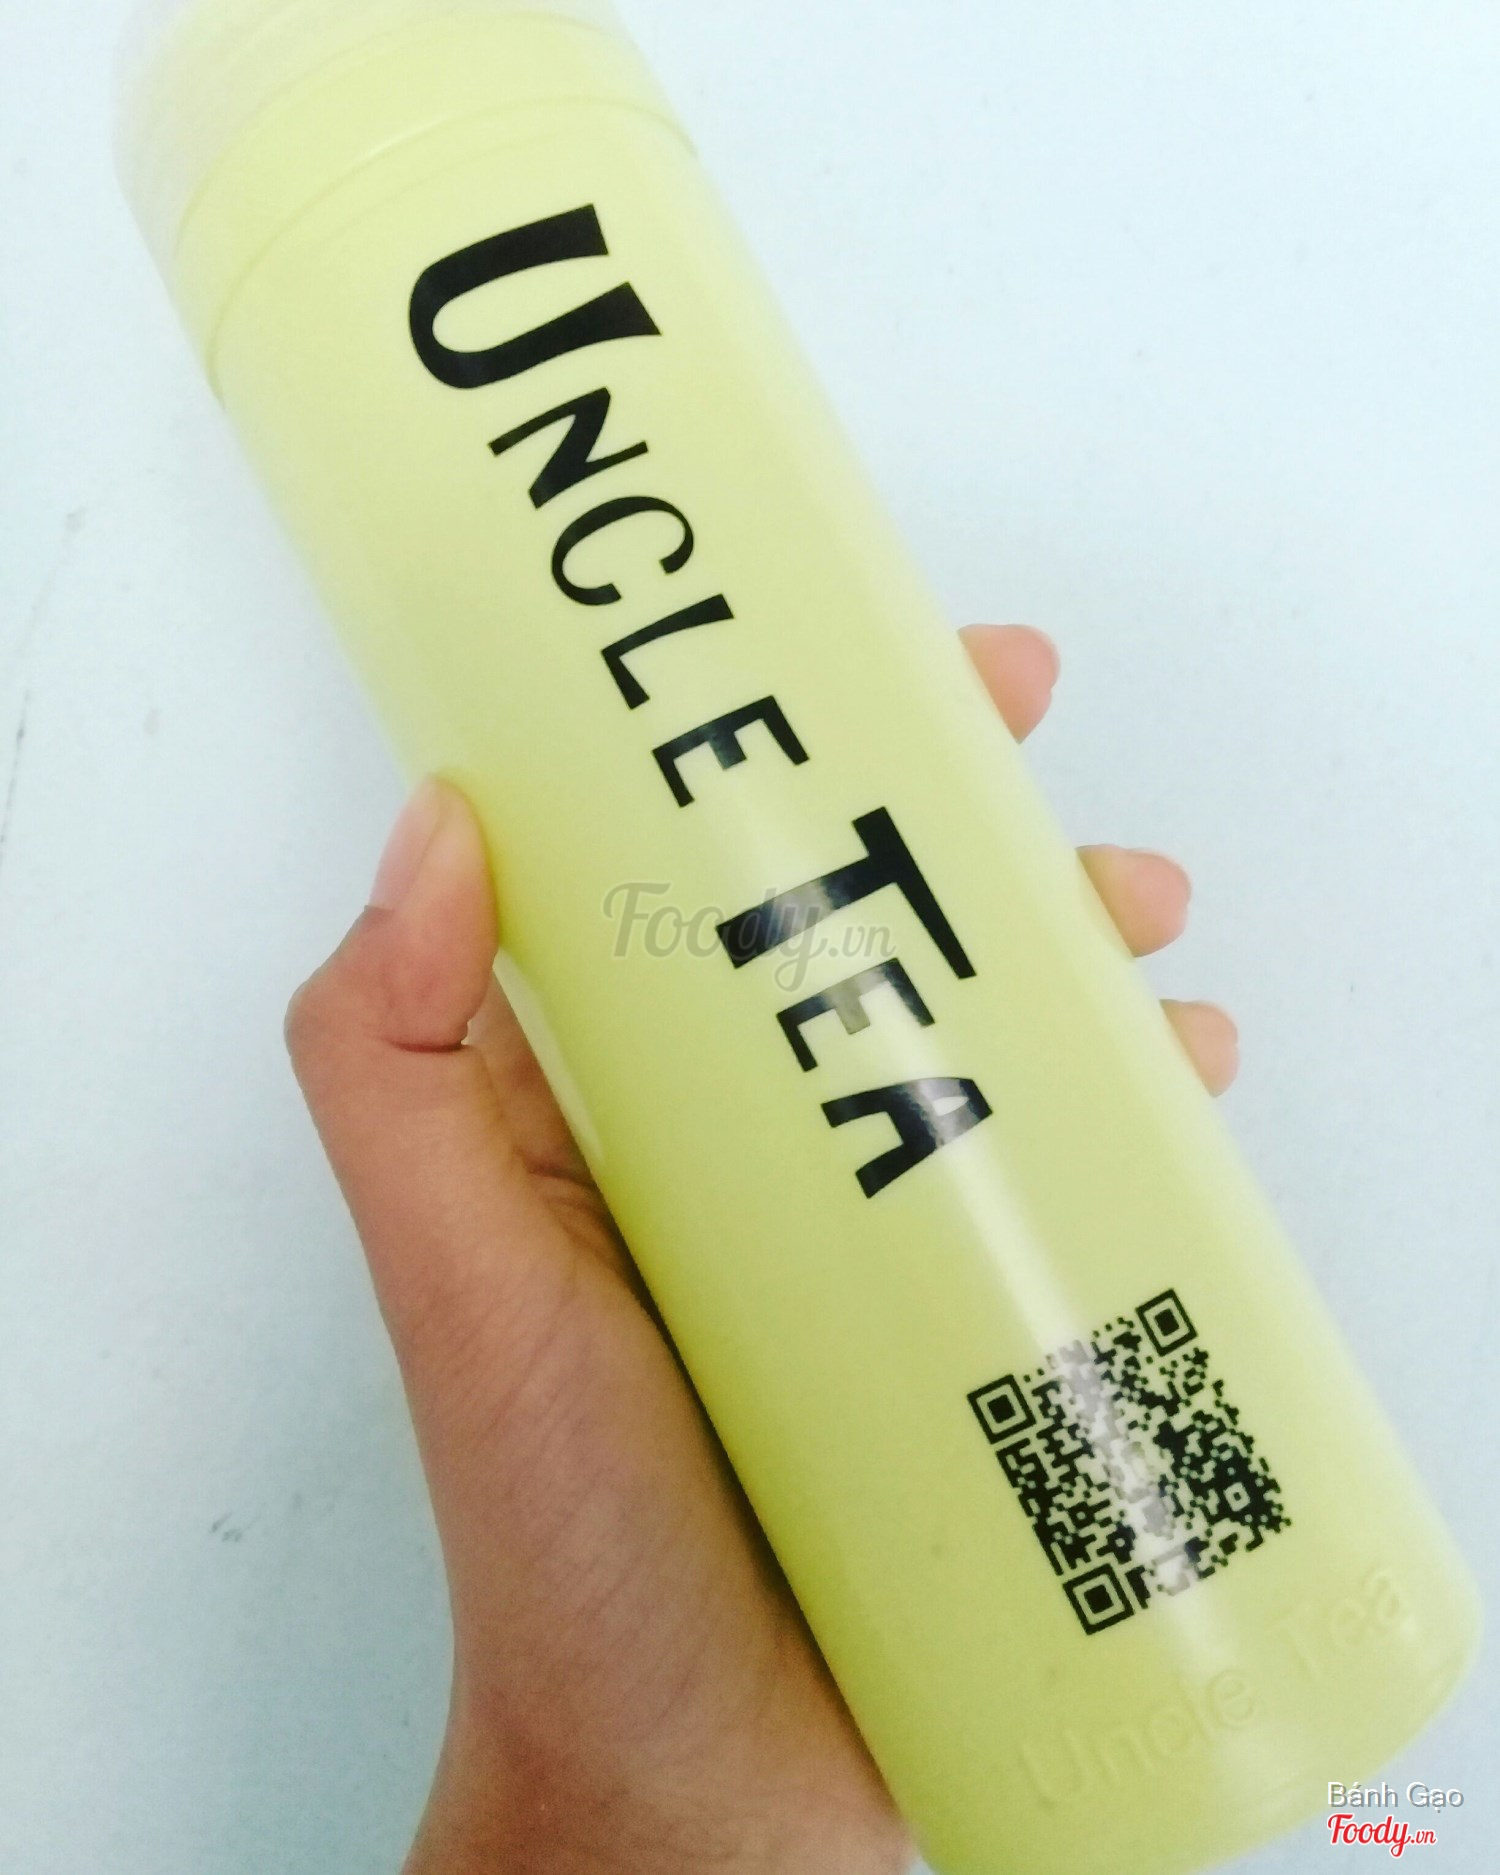 UNCLE TEA
Foody.vn
Uncle Tea
Bánh Gạo
Foody.vn